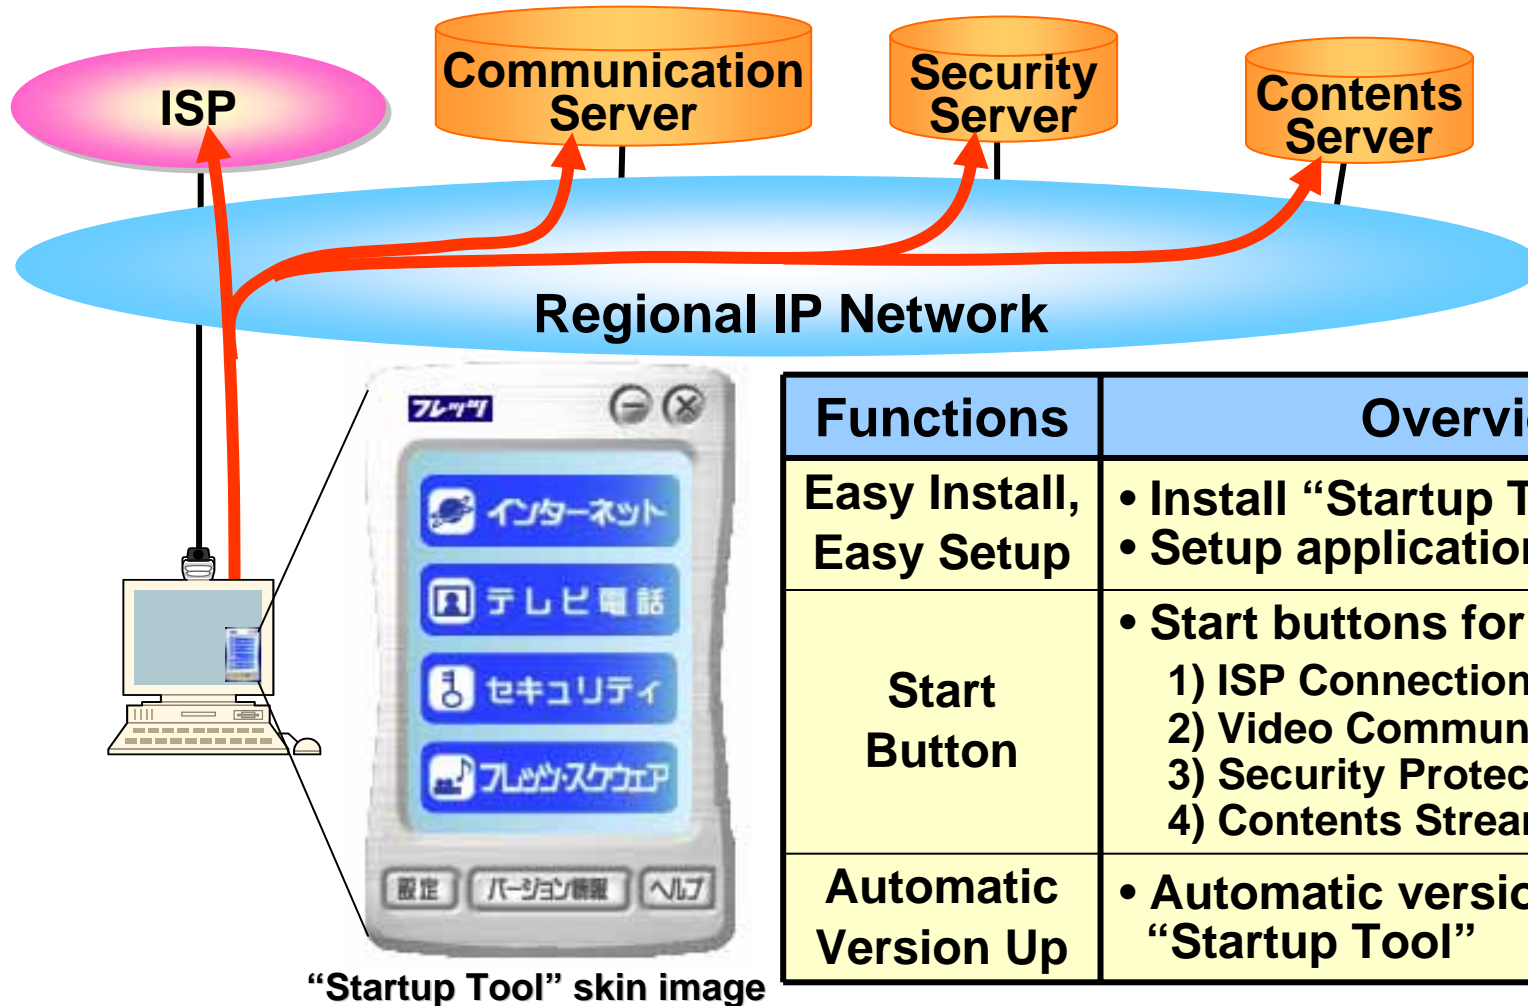 ISP
Communication
Server
Security
Server
Contents
Server
Regional IP Network
フレッツ
インターネット
テレビ電話
セキュリティ
フレッツ・スクウェア
設定
バージョン情報
ヘルプ
"Startup Tool" skin image
Functions
Overvi
Easy Install,
Easy Setup
• Install “Startup T
• Setup application
Start
Button
• Start buttons for
1) ISP Connection
2) Video Commun
3) Security Protec
4) Contents Strea
Automatic
Version Up
• Automatic versio
“Startup Tool”